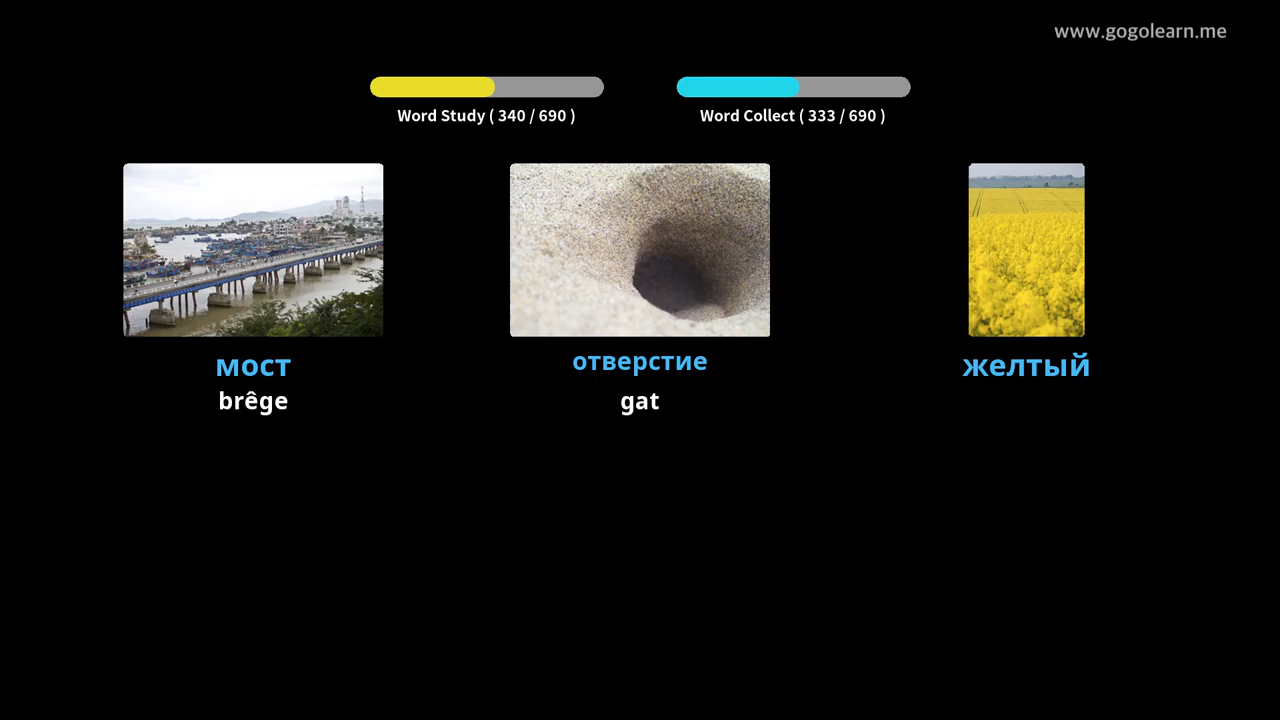 www.gogolearn.me
Word Study ( 340 / 690 )
Word Collect ( 333 / 690 )
мост
отверстие
желтый
brêge
gat